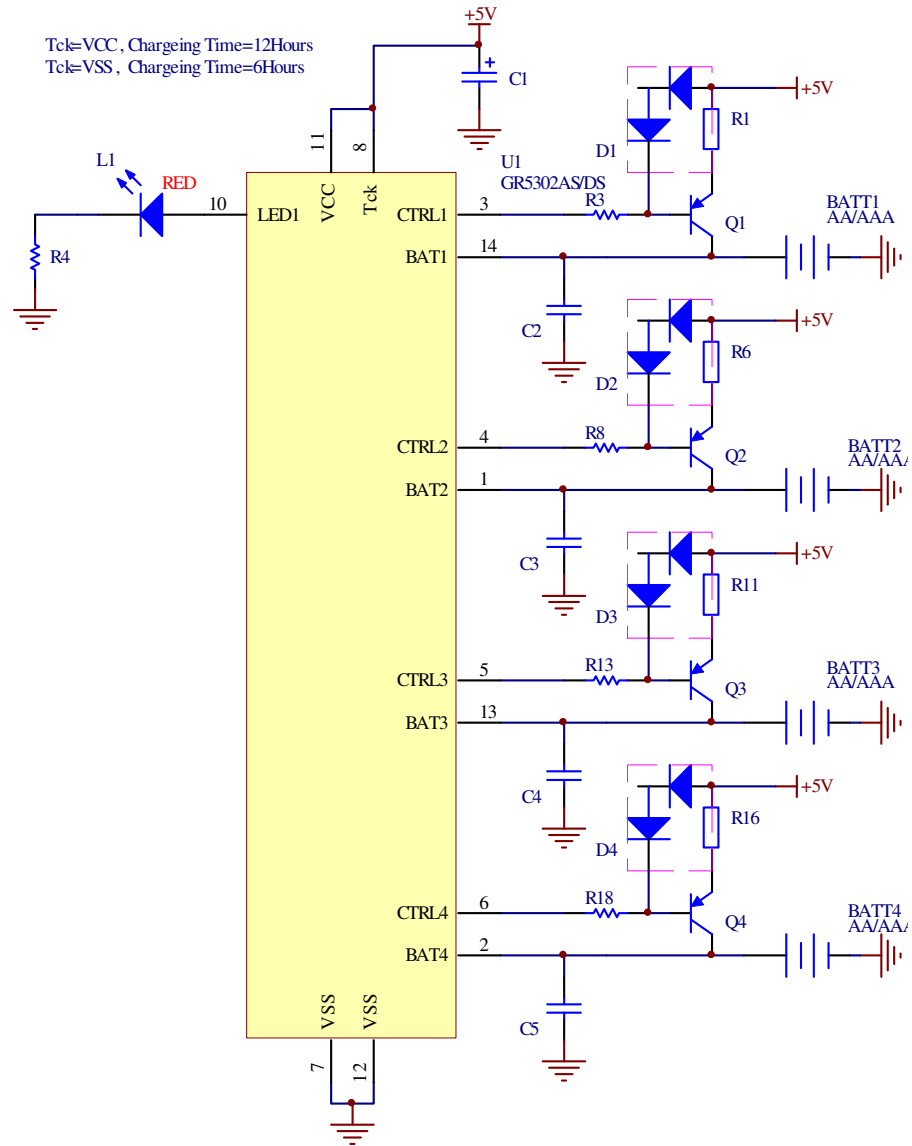 +5V
Tck=VCC, Chargeing Time=12Hours
Tck=VSS, Chargeing Time=6Hours
C1
+5V
R1
D1
L1
RED
11
8
U1
GR5302AS/DS
VCC
Tck
10
LED1
CTRL1
3
R3
Q1
BATT1
AA/AAA
R4
BAT1
14
C2
+5V
R6
D2
CTRL2
4
R8
Q2
BATT2
AA/AAA
BAT2
1
C3
+5V
R11
D3
CTRL3
5
R13
Q3
BATT3
AA/AAA
BAT3
13
C4
+5V
R16
D4
CTRL4
6
R18
Q4
BATT4
AA/AAA
BAT4
2
C5
VSS
VSS
7
12